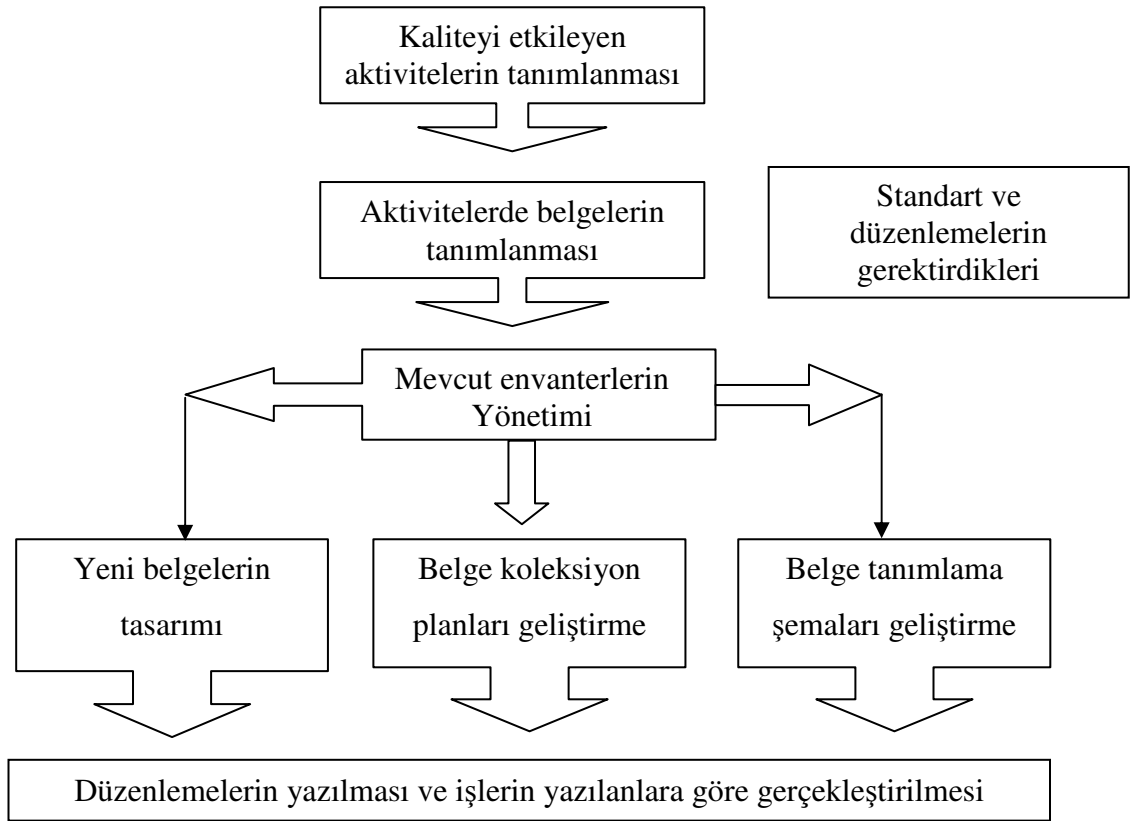 Kaliteyi etkileyen
aktivitelerin tanımlanması
Aktivitelerde belgelerin
tanımlanması
Standart ve
düzenlemelerin
gerektirdikleri
Mevcut envanterlerin
Yönetimi
Yeni belgelerin
tasarımı
Belge koleksiyon
planları geliştirme
Belge tanımlama
şemaları geliştirme
Düzenlemelerin yazılması ve işlerin yazılanlara göre gerçekleştirilmesi